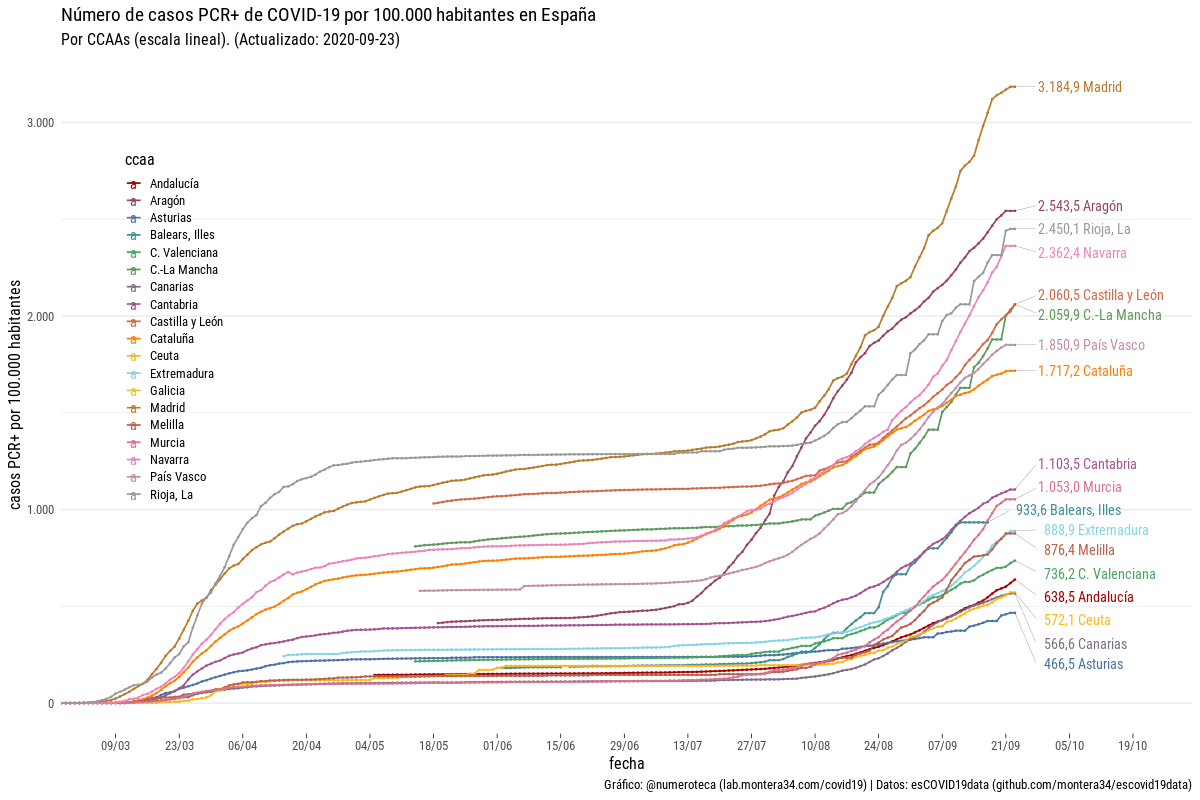 Número de casos PCR+ de COVID-19 por 100.000 habitantes en España
Por CCAAs (escala lineal). (Actualizado: 2020-09-23)
casos PCR+ por 100.000 habitantes
3.000
2.000
1.000
0
ccaa
Andalucía
Aragón
Asturias
Balears, Illes
C. Valenciana
C.-La Mancha
Canarias
Cantabria
Castilla y León
Cataluña
Ceuta
Extremadura
Galicia
Madrid
Melilla
Murcia
Navarra
País Vasco
Rioja, La
3.184,9 Madrid
2.543,5 Aragón
2.450,1 Rioja, La
2.362,4 Navarra
2.060,5 Castilla y León
2.059,9 C.-La Mancha
1.850,9 País Vasco
1.717,2 Cataluña
1.103,5 Cantabria
1.053,0 Murcia
933,6 Balears, Illes
888,9 Extremadura
876,4 Melilla
736,2 C. Valenciana
638,5 Andalucía
572,1 Ceuta
566,6 Canarias
466,5 Asturias
09/03 23/03 06/04 20/04 04/05 18/05 01/06 15/06 29/06 13/07 27/07 10/08 24/08 07/09 21/09 05/10 19/10
fecha
Gráfico: @numeroteca (lab.montera34.com/covid19) | Datos: esCOVID19data (github.com/montera34/escovid19data)